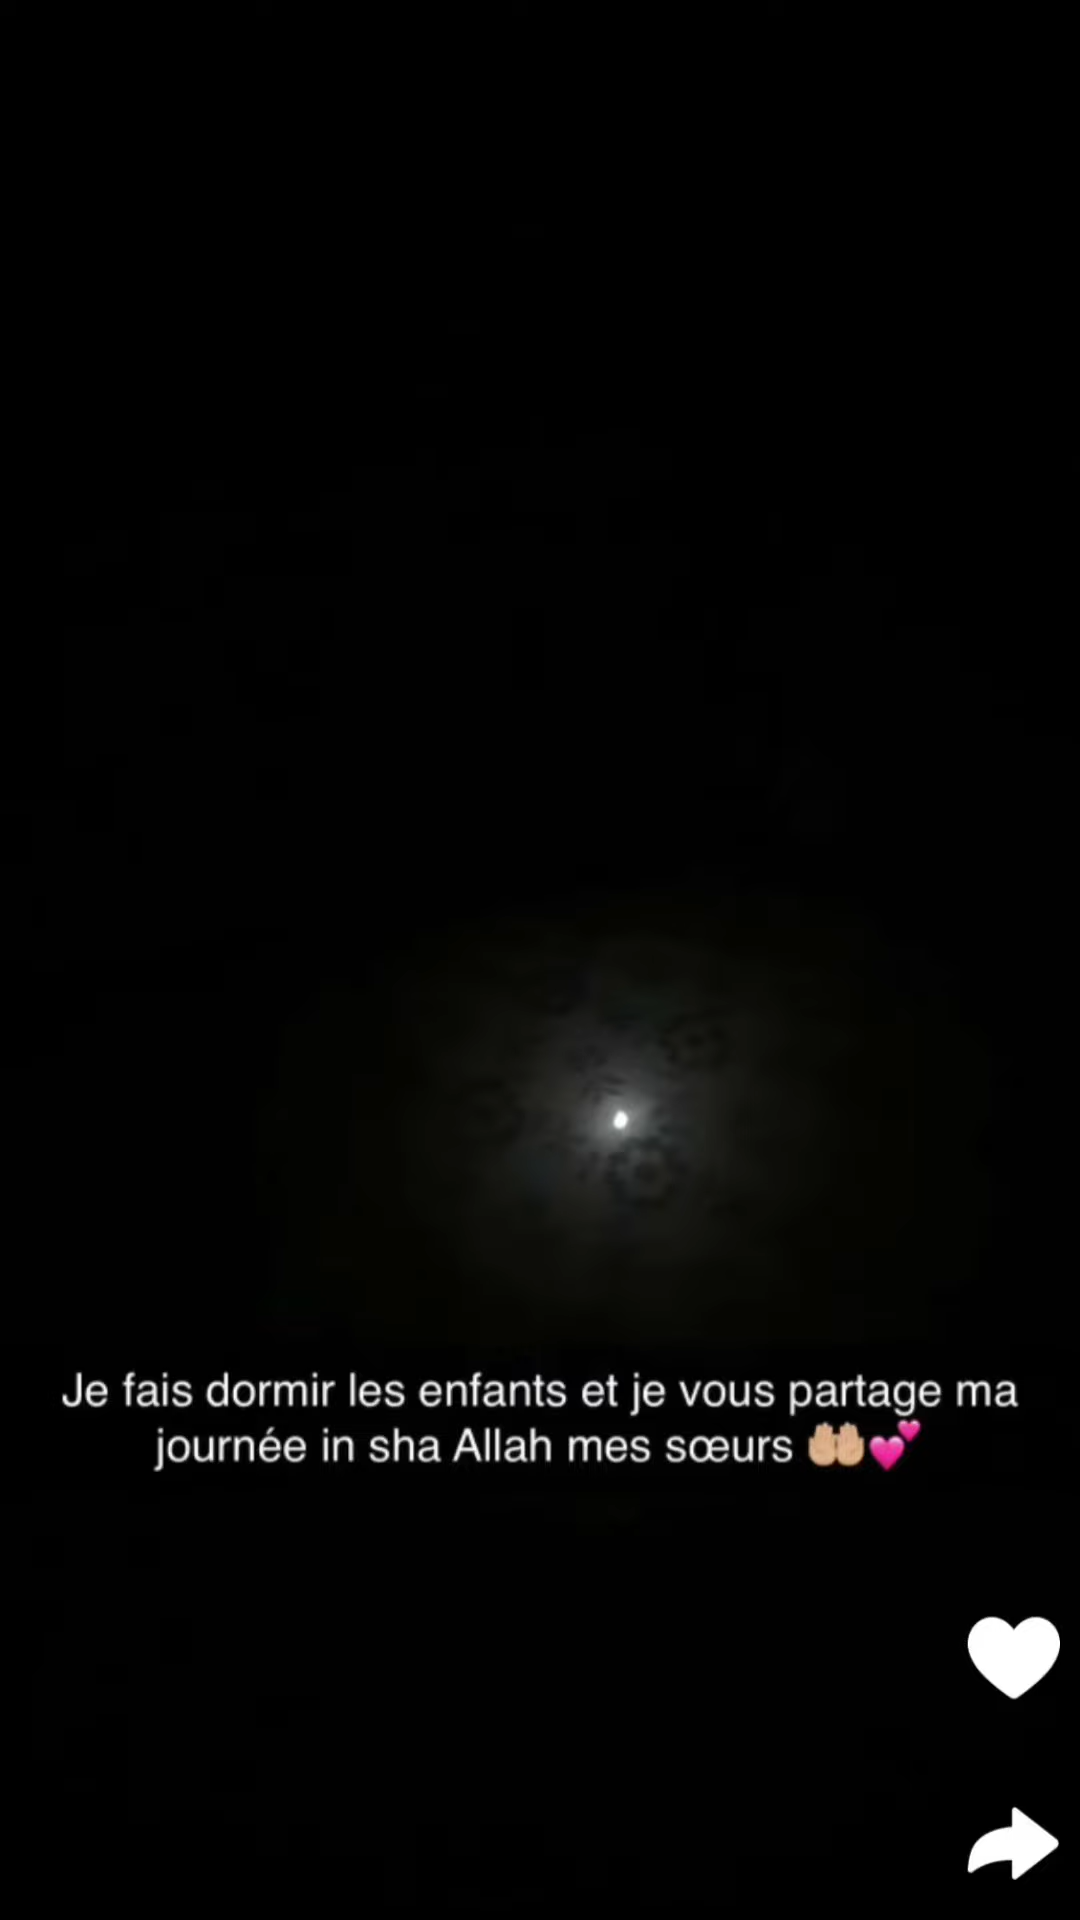 Je fais dormir les enfants et je vous partage ma
journée in sha Allah mes sœurs 🤲🏼💕